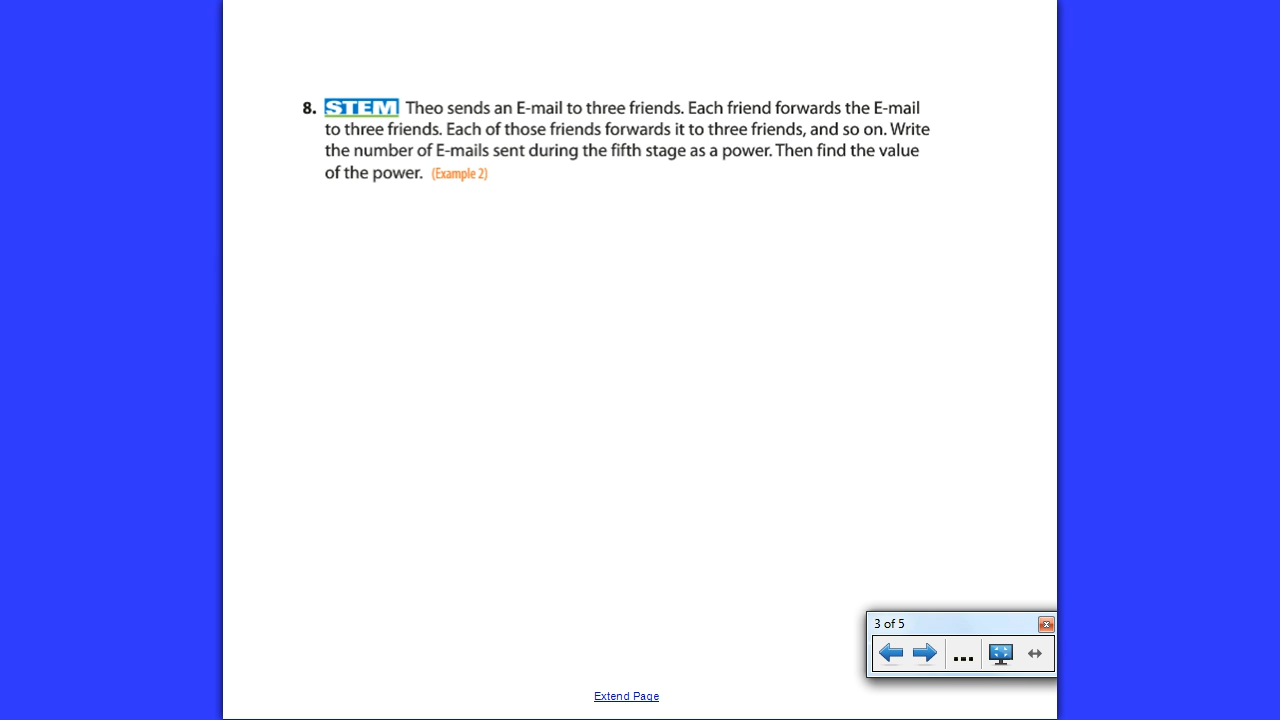 8. STEM Theo sends an E-mail to three friends. Each friend forwards the E-mail
to three friends. Each of those friends forwards it to three friends, and so on. Write
the number of E-mails sent during the fifth stage as a power. Then find the value
of the power. (Example 2)
3 of 5
...
Extend Page